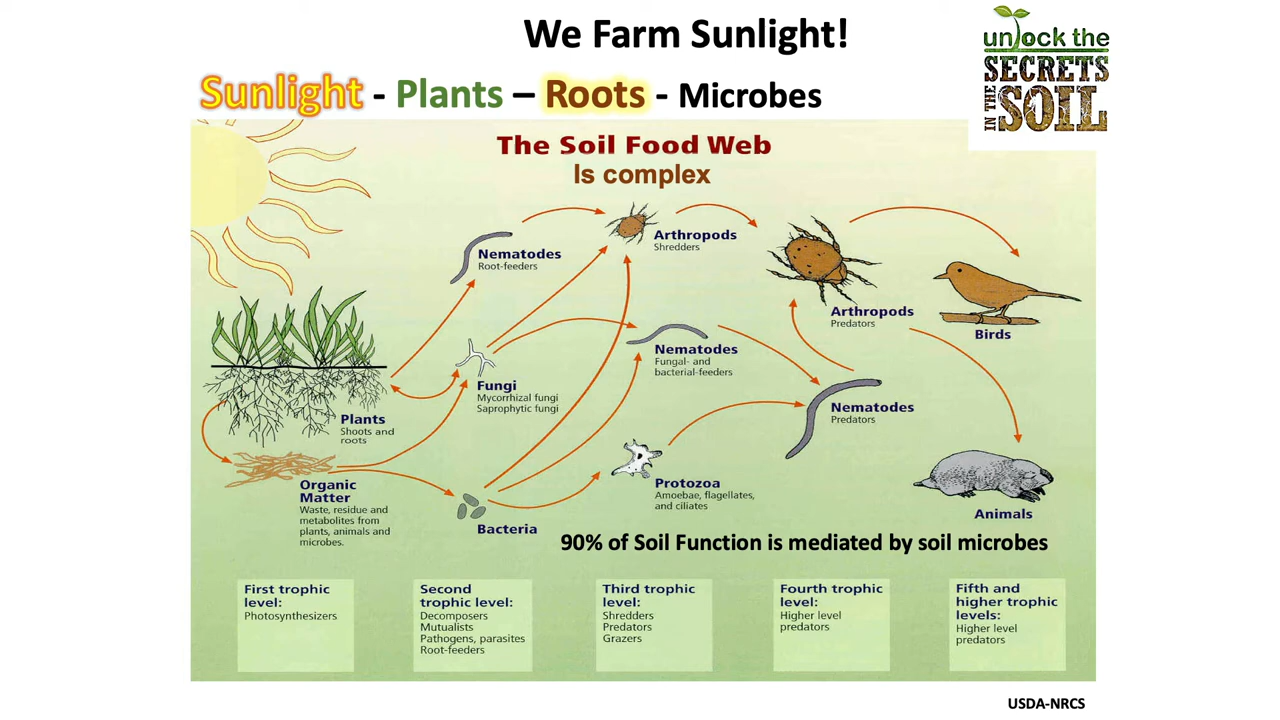 We Farm Sunlight!
unlock the
SECRETS
IN THE
SOIL
Sunlight - Plants – Roots - Microbes
The Soil Food Web
Is complex
Nematodes
Root-feeders
Arthropods
Shredders
Arthropods
Predators
Birds
Fungi
Mycorrhizal fungi
Saprophytic fungi
Nematodes
Fungal- and
bacterial-feeders
Nematodes
Predators
Plants
Shoots and
roots
Organic
Matter
Waste, residue and
metabolites from
plants, animals and
microbes.
Bacteria
Protozoa
Amoebae, flagellates,
and ciliates
Animals
90% of Soil Function is mediated by soil microbes
First trophic
level:
Photosynthesizers
Second
trophic level:
Decomposers
Mutualists
Pathogens, parasites
Root-feeders
Third trophic
level:
Shredders
Predators
Grazers
Fourth trophic
level:
Higher level
predators
Fifth and
higher trophic
levels:
Higher level
predators
USDA-NRCS